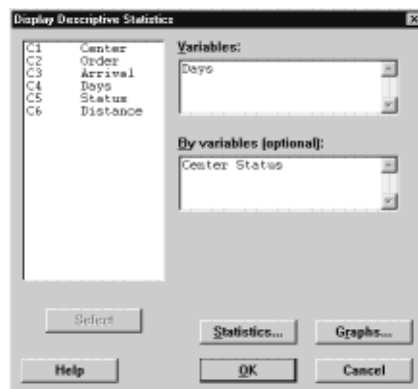 Display Descriptive Statistics
C1 Center
C2 Order
C3 Arrival
C4 Days
C5 Status
C6 Distance
Variables:
Days
By variables (optional):
Center Status
Select
Statistics...
Graphs...
Help
OK
Cancel